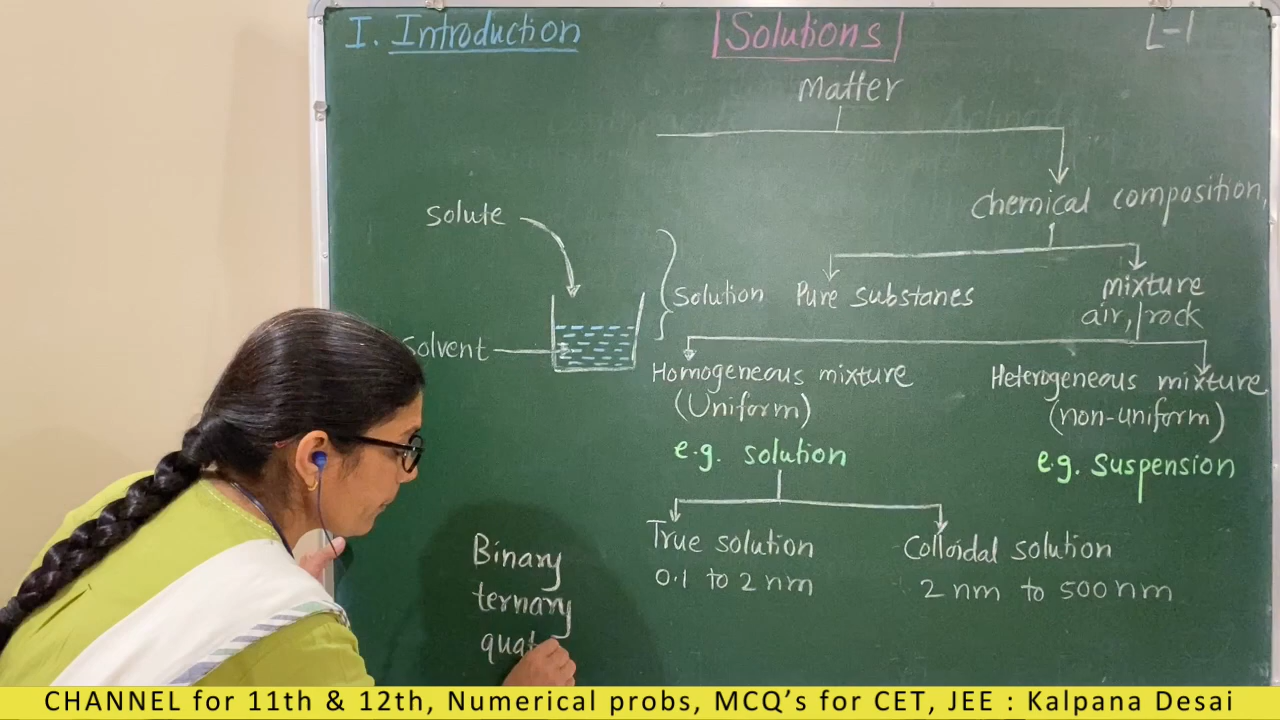 I. Introduction
Solutions
L-1
Matter
chemical composition,
Pure substanes
mixture
air, rock
Solute
Solvent
Solution
Homogeneous mixture
(Uniform)
e.g. solution
Heterogeneous mixture
(non-uniform)
e.g. suspension
True solution
0.1 to 2 nm
Colloidal solution
2 nm to 500 nm
Binary
ternary
quat
CHANNEL for 11th & 12th, Numerical probs, MCQ's for CET, JEE : Kalpana Desai